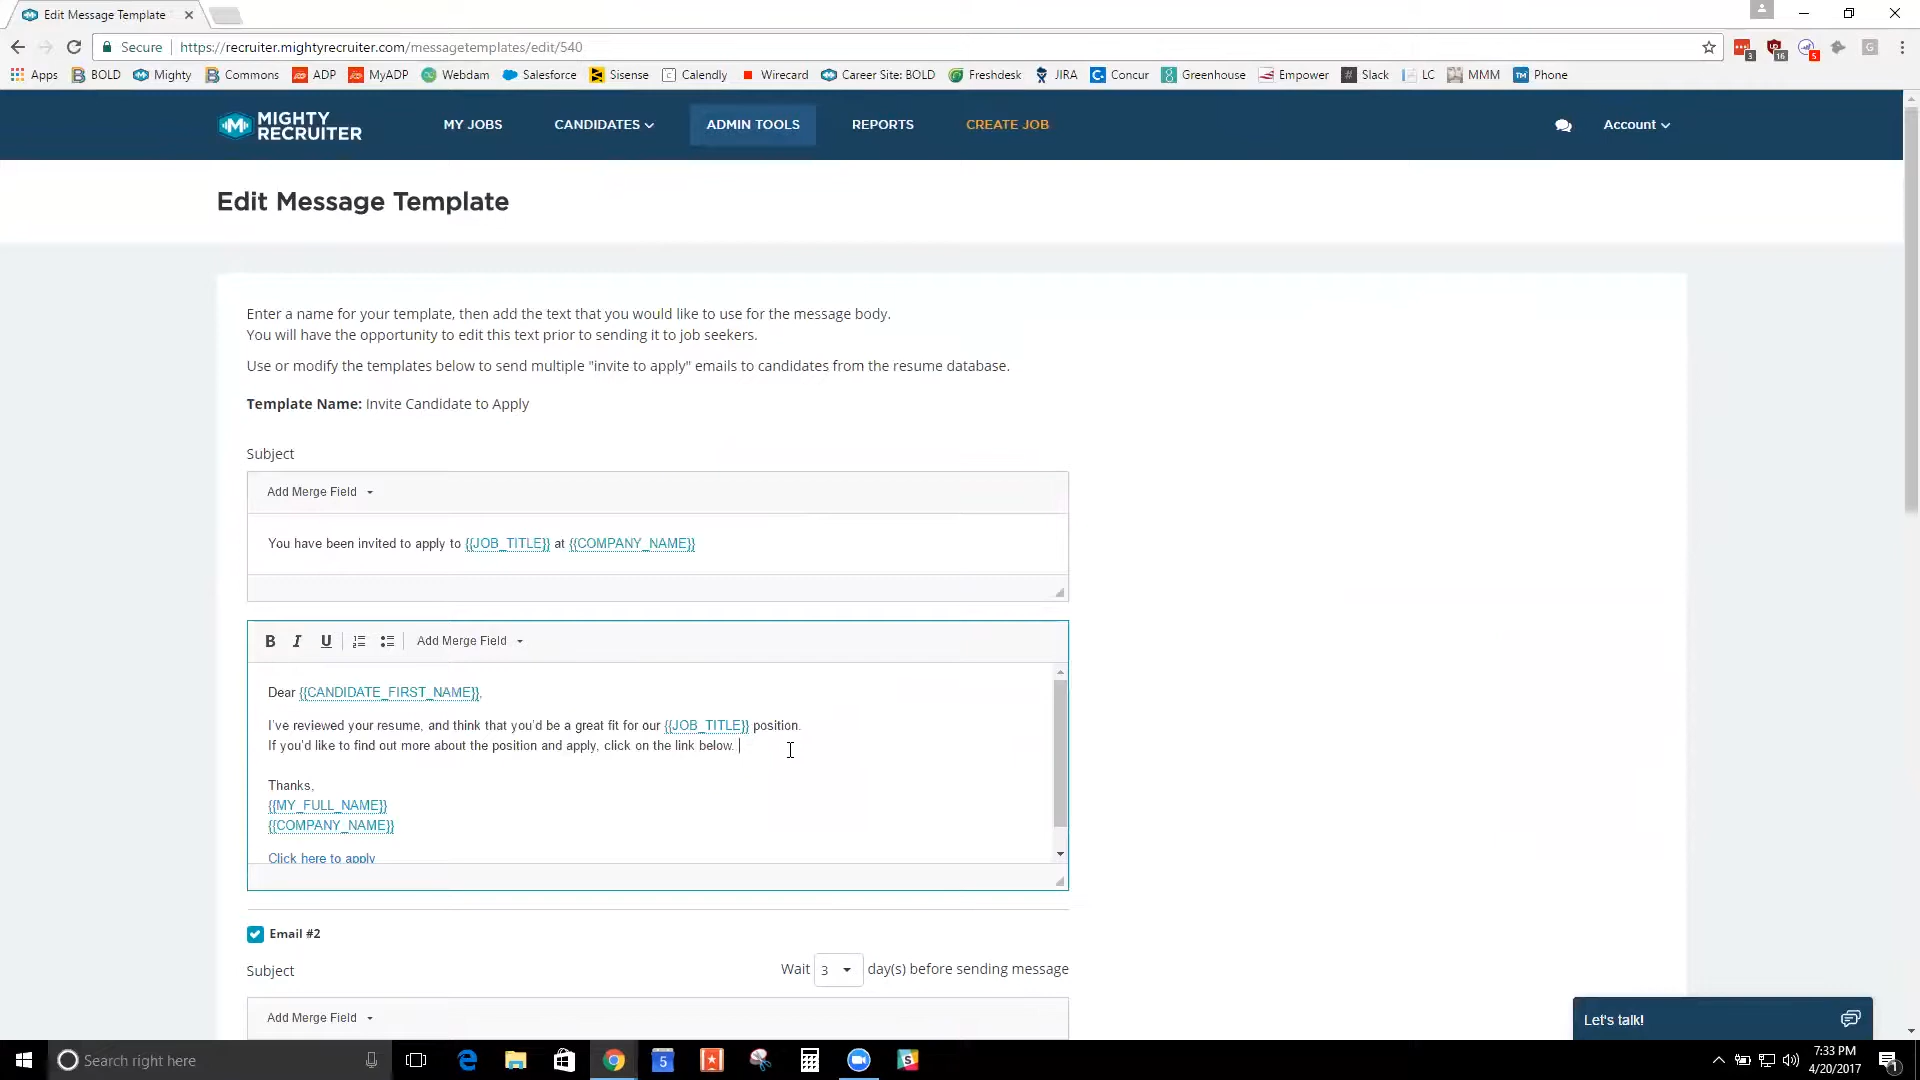 Edit Message Template
Secure https://recruiter.mightyrecruiter.com/messagetemplates/edit/540
3 16 5 G
Apps BOLD Mighty Commons ADP MyADP Webdam Salesforce Sisense Calendly Wirecard Career Site: BOLD Freshdesk JIRA Concur Greenhouse Empower Slack LC MMM Phone
MIGHTY RECRUITER MY JOBS CANDIDATES ADMIN TOOLS REPORTS CREATE JOB Account
Edit Message Template
Enter a name for your template, then add the text that you would like to use for the message body.
You will have the opportunity to edit this text prior to sending it to job seekers.
Use or modify the templates below to send multiple "invite to apply" emails to candidates from the resume database.
Template Name: Invite Candidate to Apply
Subject
Add Merge Field
You have been invited to apply to {{JOB_TITLE}} at {{COMPANY_NAME}}
B I U Add Merge Field
Dear {{CANDIDATE_FIRST_NAME}},
I've reviewed your resume, and think that you'd be a great fit for our {{JOB_TITLE}} position.
If you'd like to find out more about the position and apply, click on the link below.
Thanks,
{{MY_FULL_NAME}}
{{COMPANY_NAME}}
Click here to apply
Email #2
Subject Wait 3 day(s) before sending message
Add Merge Field
Let's talk!
Search right here
5
7:33 PM
4/20/2017
1